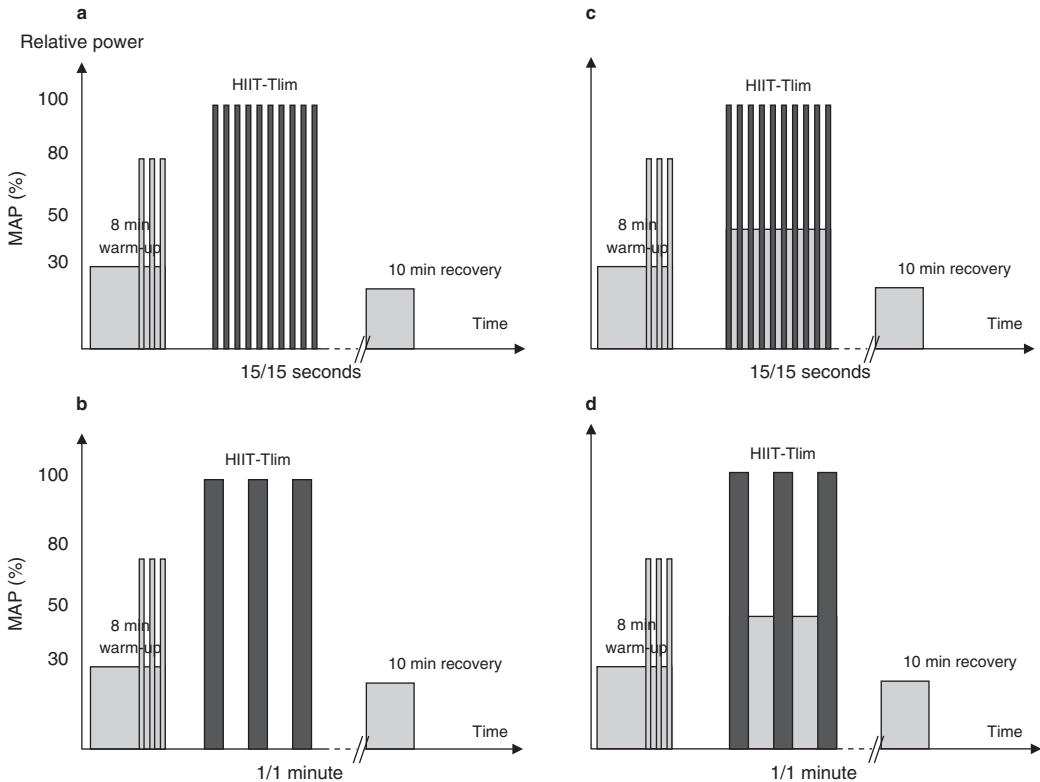 a
Relative power
HIIT-Tlim
100
80
50
30
MAP (%)
8 min
warm-up
10 min recovery
Time
15/15 seconds
c
HIIT-Tlim
8 min
warm-up
10 min recovery
Time
15/15 seconds
b
HIIT-Tlim
100
80
50
30
MAP (%)
8 min
warm-up
10 min recovery
Time
1/1 minute
d
HIIT-Tlim
8 min
warm-up
10 min recovery
Time
1/1 minute